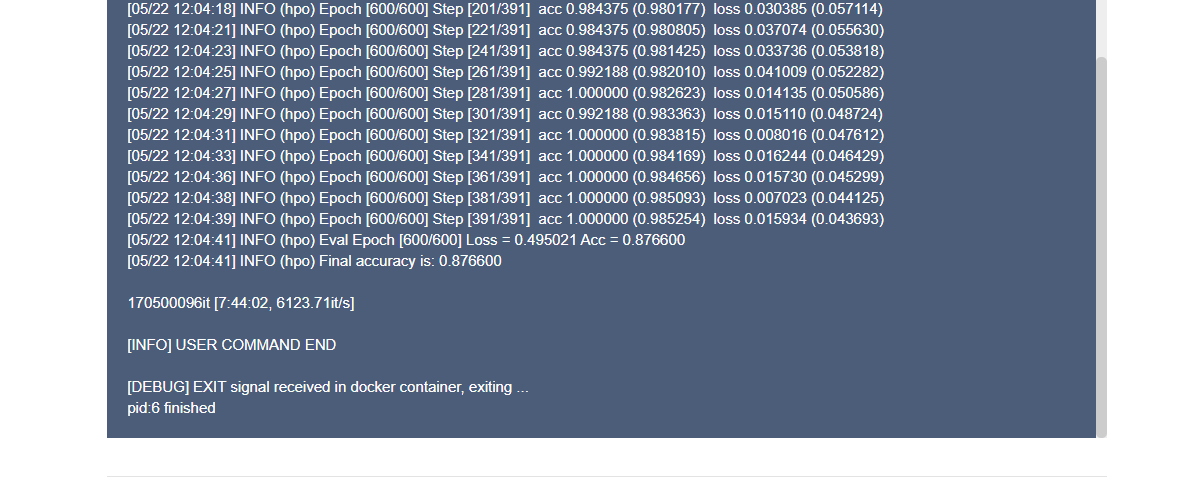 [05/22 12:04:18] INFO (hpo) Epoch [600/600] Step [201/391] acc 0.984375 (0.980177) loss 0.030385 (0.057114)
[05/22 12:04:21] INFO (hpo) Epoch [600/600] Step [221/391] acc 0.984375 (0.980805) loss 0.037074 (0.055630)
[05/22 12:04:23] INFO (hpo) Epoch [600/600] Step [241/391] acc 0.984375 (0.981425) loss 0.033736 (0.053818)
[05/22 12:04:25] INFO (hpo) Epoch [600/600] Step [261/391] acc 0.992188 (0.982010) loss 0.041009 (0.052282)
[05/22 12:04:27] INFO (hpo) Epoch [600/600] Step [281/391] acc 1.000000 (0.982623) loss 0.014135 (0.050586)
[05/22 12:04:29] INFO (hpo) Epoch [600/600] Step [301/391] acc 0.992188 (0.983363) loss 0.015110 (0.048724)
[05/22 12:04:31] INFO (hpo) Epoch [600/600] Step [321/391] acc 1.000000 (0.983815) loss 0.008016 (0.047612)
[05/22 12:04:33] INFO (hpo) Epoch [600/600] Step [341/391] acc 1.000000 (0.984169) loss 0.016244 (0.046429)
[05/22 12:04:36] INFO (hpo) Epoch [600/600] Step [361/391] acc 1.000000 (0.984656) loss 0.015730 (0.045299)
[05/22 12:04:38] INFO (hpo) Epoch [600/600] Step [381/391] acc 1.000000 (0.985093) loss 0.007023 (0.044125)
[05/22 12:04:39] INFO (hpo) Epoch [600/600] Step [391/391] acc 1.000000 (0.985254) loss 0.015934 (0.043693)
[05/22 12:04:41] INFO (hpo) Eval Epoch [600/600] Loss = 0.495021 Acc = 0.876600
[05/22 12:04:41] INFO (hpo) Final accuracy is: 0.876600
170500096it [7:44:02, 6123.71it/s]
[INFO] USER COMMAND END
[DEBUG] EXIT signal received in docker container, exiting ...
pid:6 finished